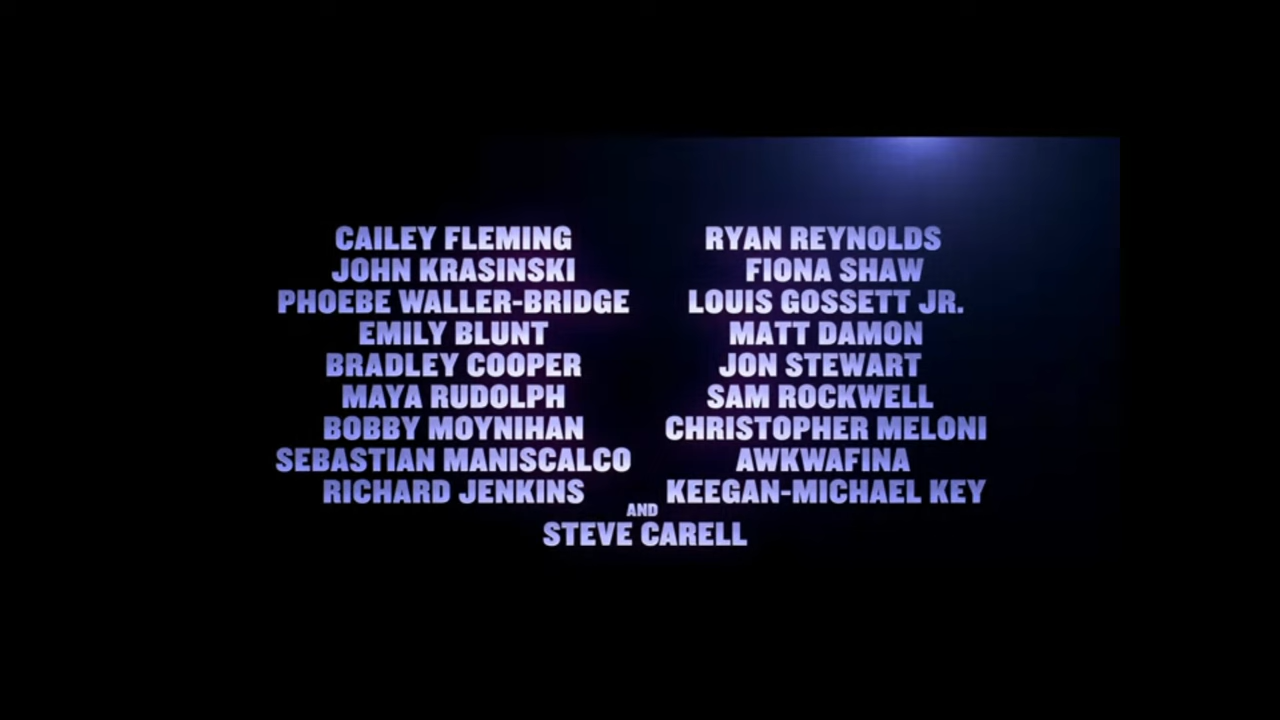 CAILEY FLEMING
JOHN KRASINSKI
PHOEBE WALLER-BRIDGE
EMILY BLUNT
BRADLEY COOPER
MAYA RUDOLPH
BOBBY MOYNIHAN
SEBASTIAN MANISCALCO
RICHARD JENKINS
RYAN REYNOLDS
FIONA SHAW
LOUIS GOSSETT JR.
MATT DAMON
JON STEWART
SAM ROCKWELL
CHRISTOPHER MELONI
AWKWAFINA
KEEGAN-MICHAEL KEY
AND
STEVE CARELL